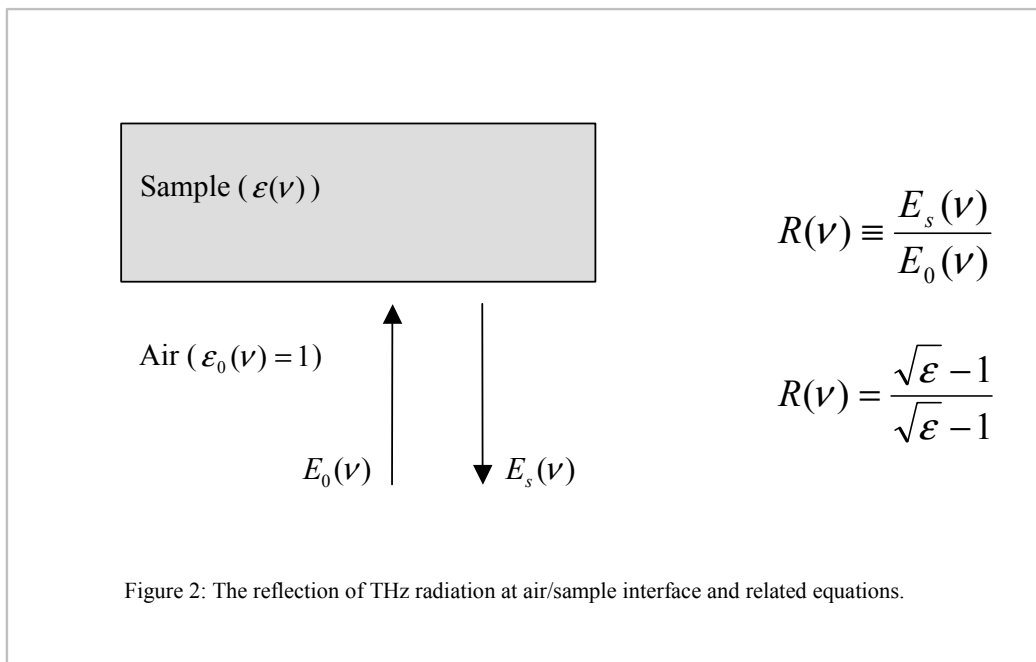 Sample ( ε(ν) )
R(ν) ≡ E_s(ν) / E_0(ν)
Air ( ε_0(ν) = 1)
R(ν) = (√ε − 1) / (√ε − 1)
E_0(ν) E_s(ν)
Figure 2: The reflection of THz radiation at air/sample interface and related equations.